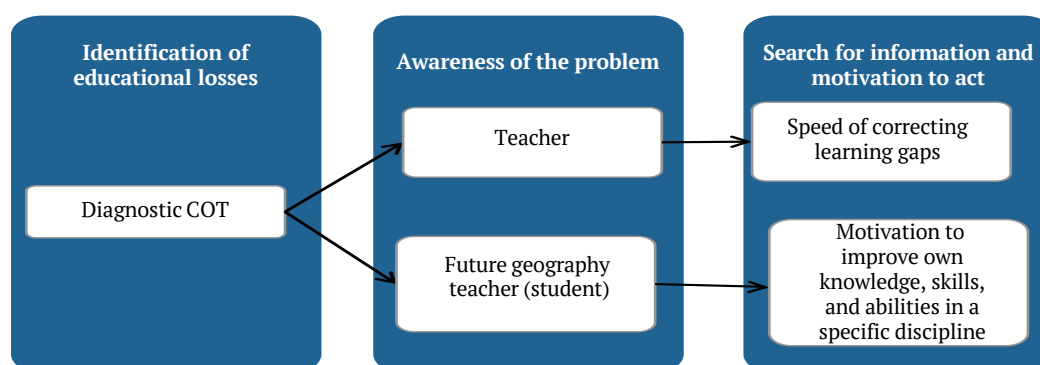 Identification of
educational losses
Diagnostic COT
Awareness of the problem
Teacher
Future geography
teacher (student)
Search for information and
motivation to act
Speed of correcting
learning gaps
Motivation to
improve own
knowledge, skills,
and abilities in a
specific discipline